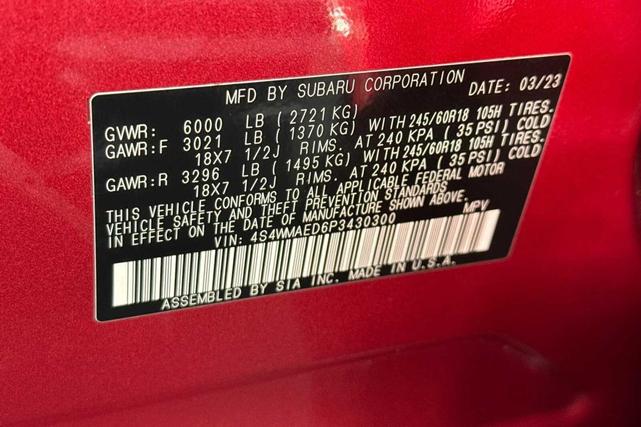 MFD BY SUBARU CORPORATION DATE: 03/23
GVWR: 6000 LB ( 2721 KG)
GAWR:F 3021 LB ( 1370 KG) WITH 245/60R18 105H TIRES.
18X7 1/2J RIMS. AT 240 KPA ( 35 PSI) COLD
GAWR:R 3296 LB ( 1495 KG) WITH 245/60R18 105H TIRES.
18X7 1/2J RIMS. AT 240 KPA ( 35 PSI) COLD
THIS VEHICLE CONFORMS TO ALL APPLICABLE FEDERAL MOTOR
VEHICLE SAFETY AND THEFT PREVENTION STANDARDS
IN EFFECT ON THE DATE OF MANUFACTURE SHOWN ABOVE.
VIN: 4S4WMAED6P3430300 MPV
ASSEMBLED BY SIA INC. MADE IN U.S.A.